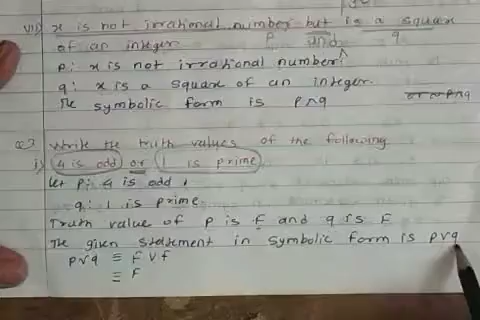 vii) x is not irrational number but is a square
of an integer. p and ∧ q
p: x is not irrational number.
q: x is a square of an integer.
The symbolic form is p∧q
Q2 Write the truth values of the following
i) 4 is odd or 1 is prime
Let p: 4 is odd
q: 1 is prime.
Truth value of p is F and q is F
The given statement in symbolic form is p∨q
p∨q ≡ F∨F
≡ F